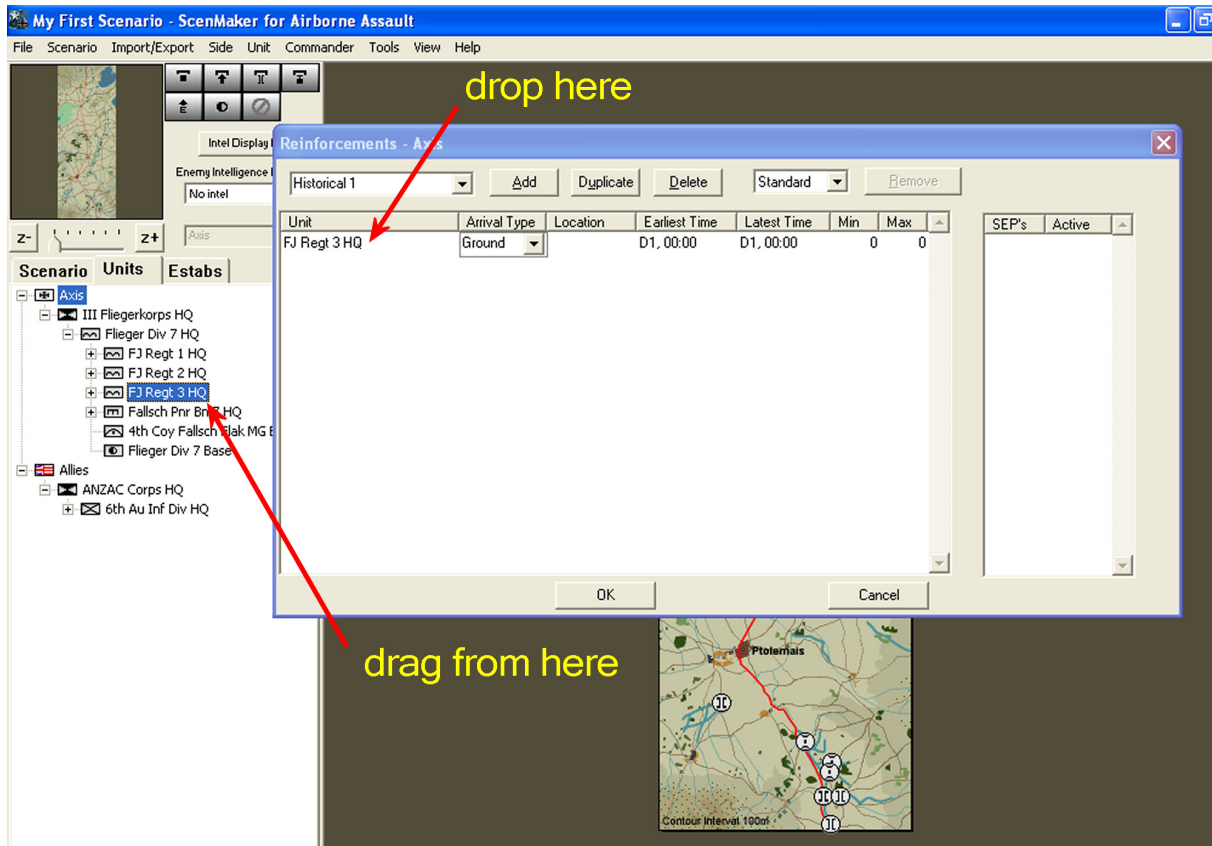 My First Scenario - ScenMaker for Airborne Assault
File Scenario Import/Export Side Unit Commander Tools View Help
drop here
Intel Display
Enemy Intelligence
No intel
Axis
z- z+
Scenario Units Estabs
Axis
III Fliegerkorps HQ
Flieger Div 7 HQ
FJ Regt 1 HQ
FJ Regt 2 HQ
FJ Regt 3 HQ
Fallsch Pnr Bn 7 HQ
4th Coy Fallsch Flak MG
Flieger Div 7 Base
Allies
ANZAC Corps HQ
6th Au Inf Div HQ
Reinforcements - Axis
Historical 1 Add Duplicate Delete Standard Remove
Unit Arrival Type Location Earliest Time Latest Time Min Max SEP's Active
FJ Regt 3 HQ Ground D1, 00:00 D1, 00:00 0 0
OK Cancel
drag from here
Ptolemais
Contour Interval 100m